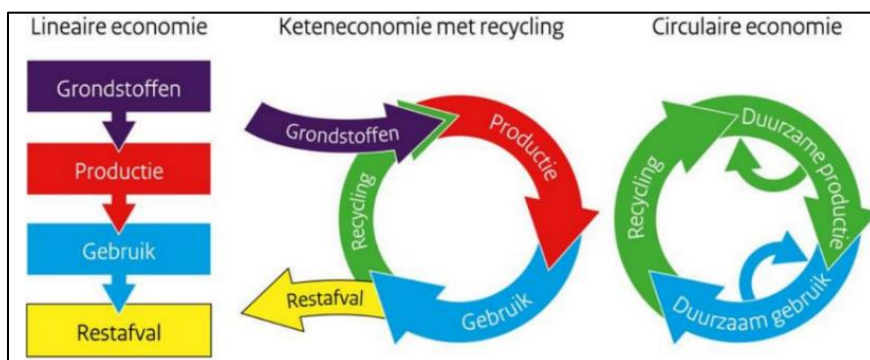 Lineaire economie
Grondstoffen
Productie
Gebruik
Restafval
Keteneconomie met recycling
Grondstoffen
Productie
Gebruik
Recycling
Restafval
Circulaire economie
Duurzame productie
Duurzaam gebruik
Recycling